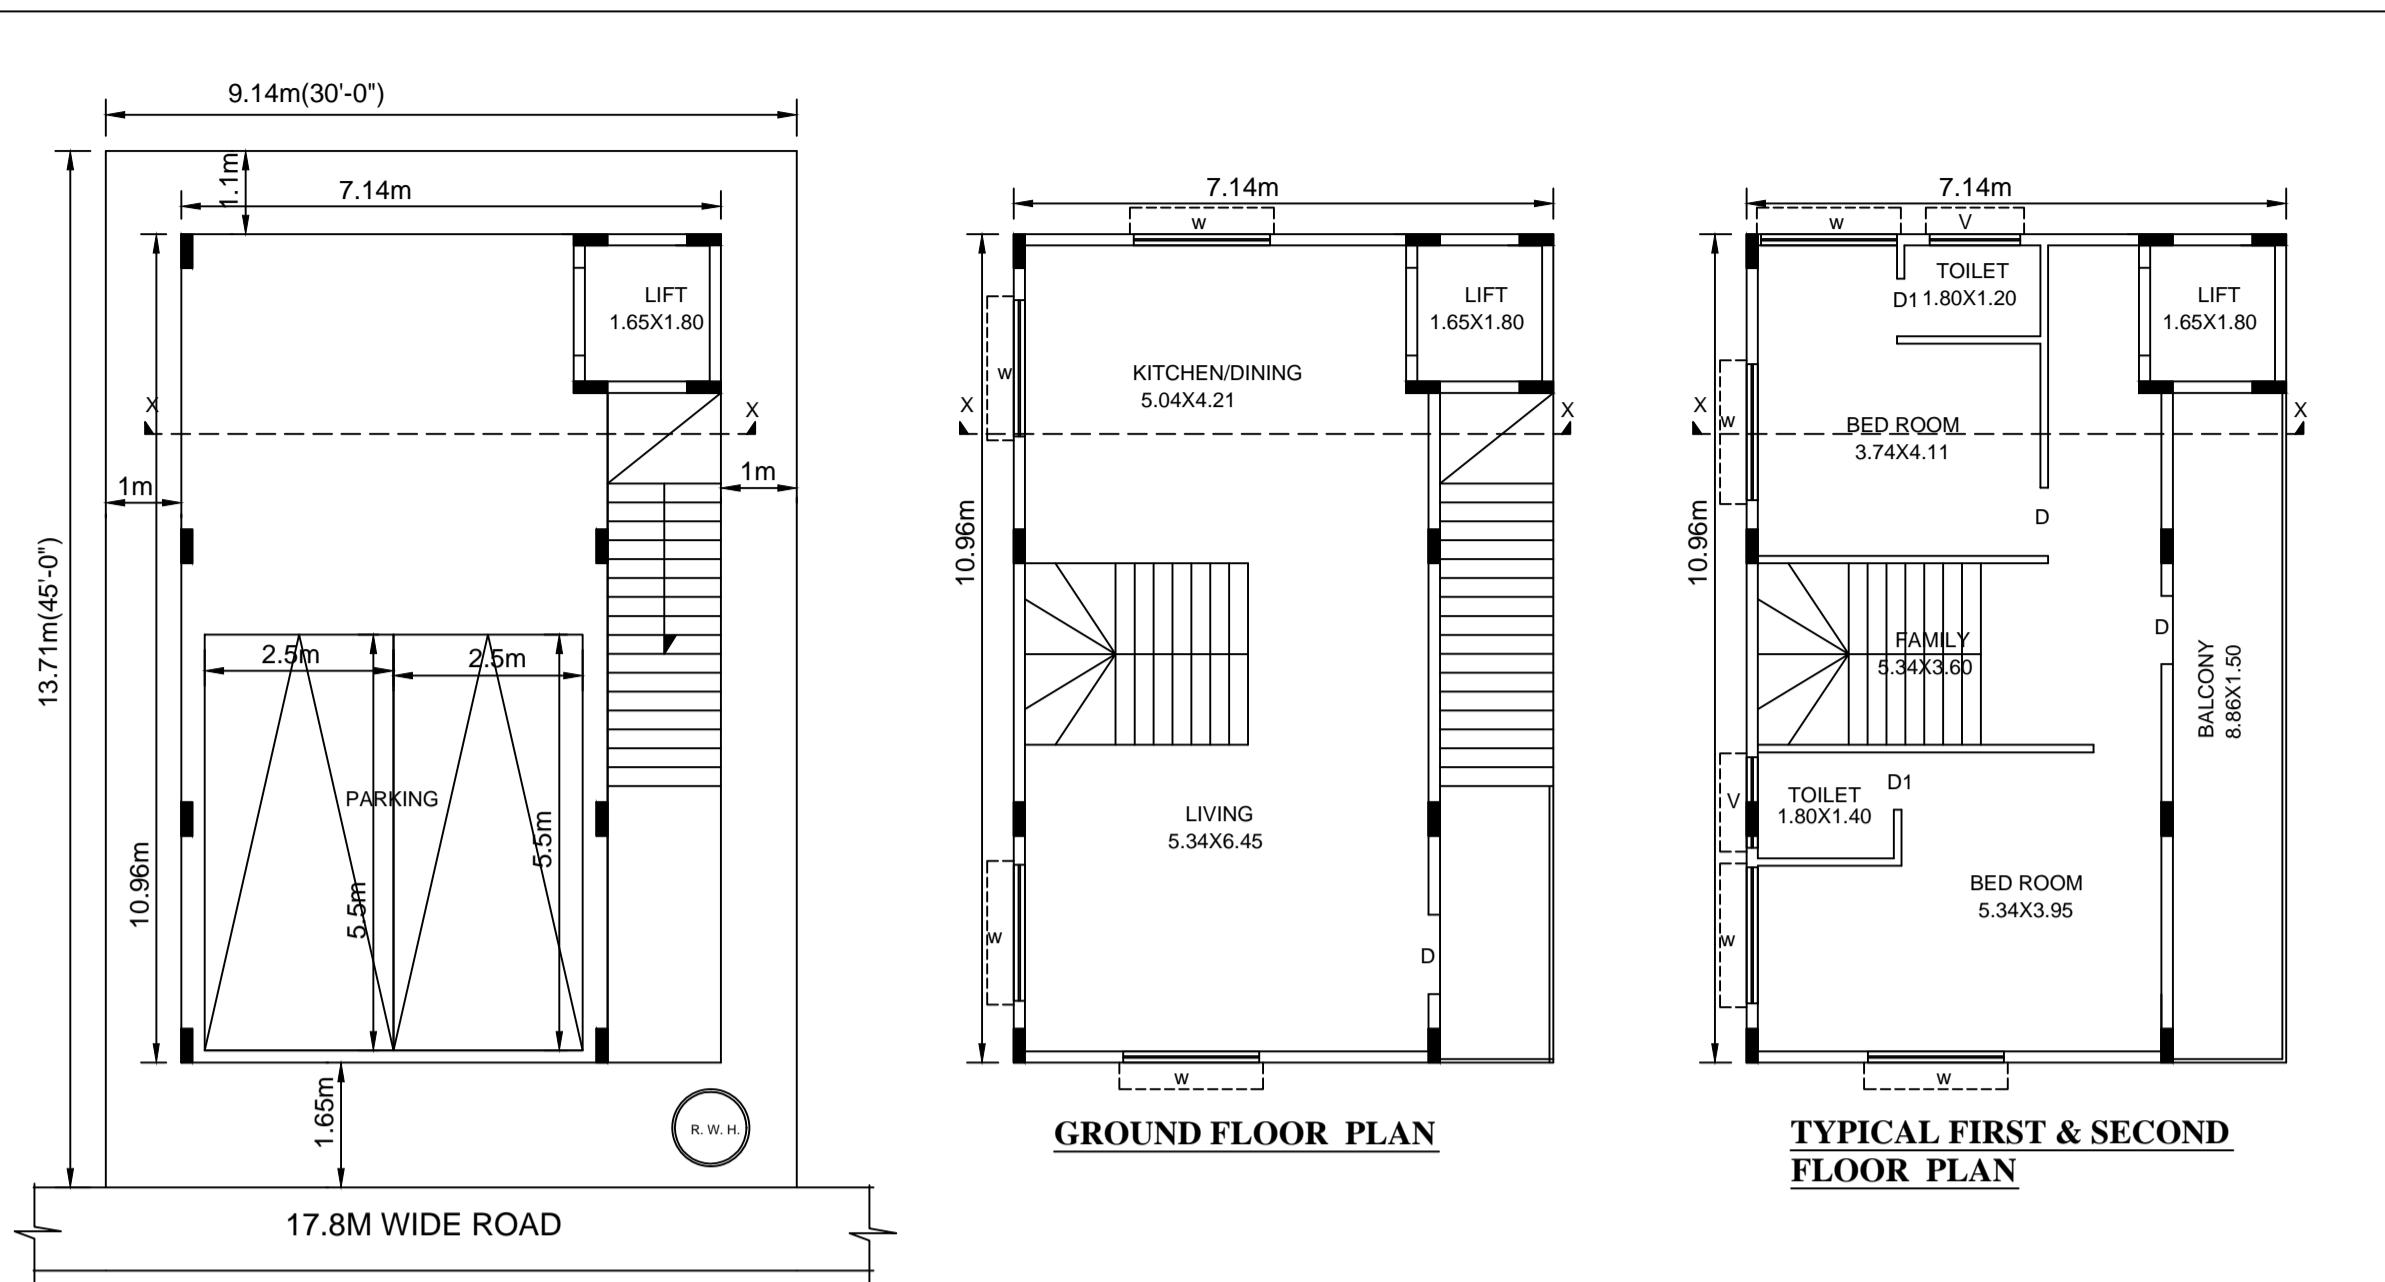 9.14m(30'-0")
1.1m
7.14m
LIFT
1.65X1.80
X
X
1m
1m
13.71m(45'-0")
2.5m
2.5m
PARKING
5.5m
5.5m
10.96m
1.65m
R. W. H.
17.8M WIDE ROAD
7.14m
w
LIFT
1.65X1.80
w
KITCHEN/DINING
5.04X4.21
X
X
10.96m
LIVING
5.34X6.45
w
D
w
GROUND FLOOR PLAN
7.14m
w
V
TOILET
D1 1.80X1.20
LIFT
1.65X1.80
X
w
BED ROOM
3.74X4.11
X
10.96m
D
FAMILY
5.34X3.60
D
BALCONY
8.86X1.50
V
TOILET
1.80X1.40
D1
BED ROOM
5.34X3.95
w
w
TYPICAL FIRST & SECOND
FLOOR PLAN